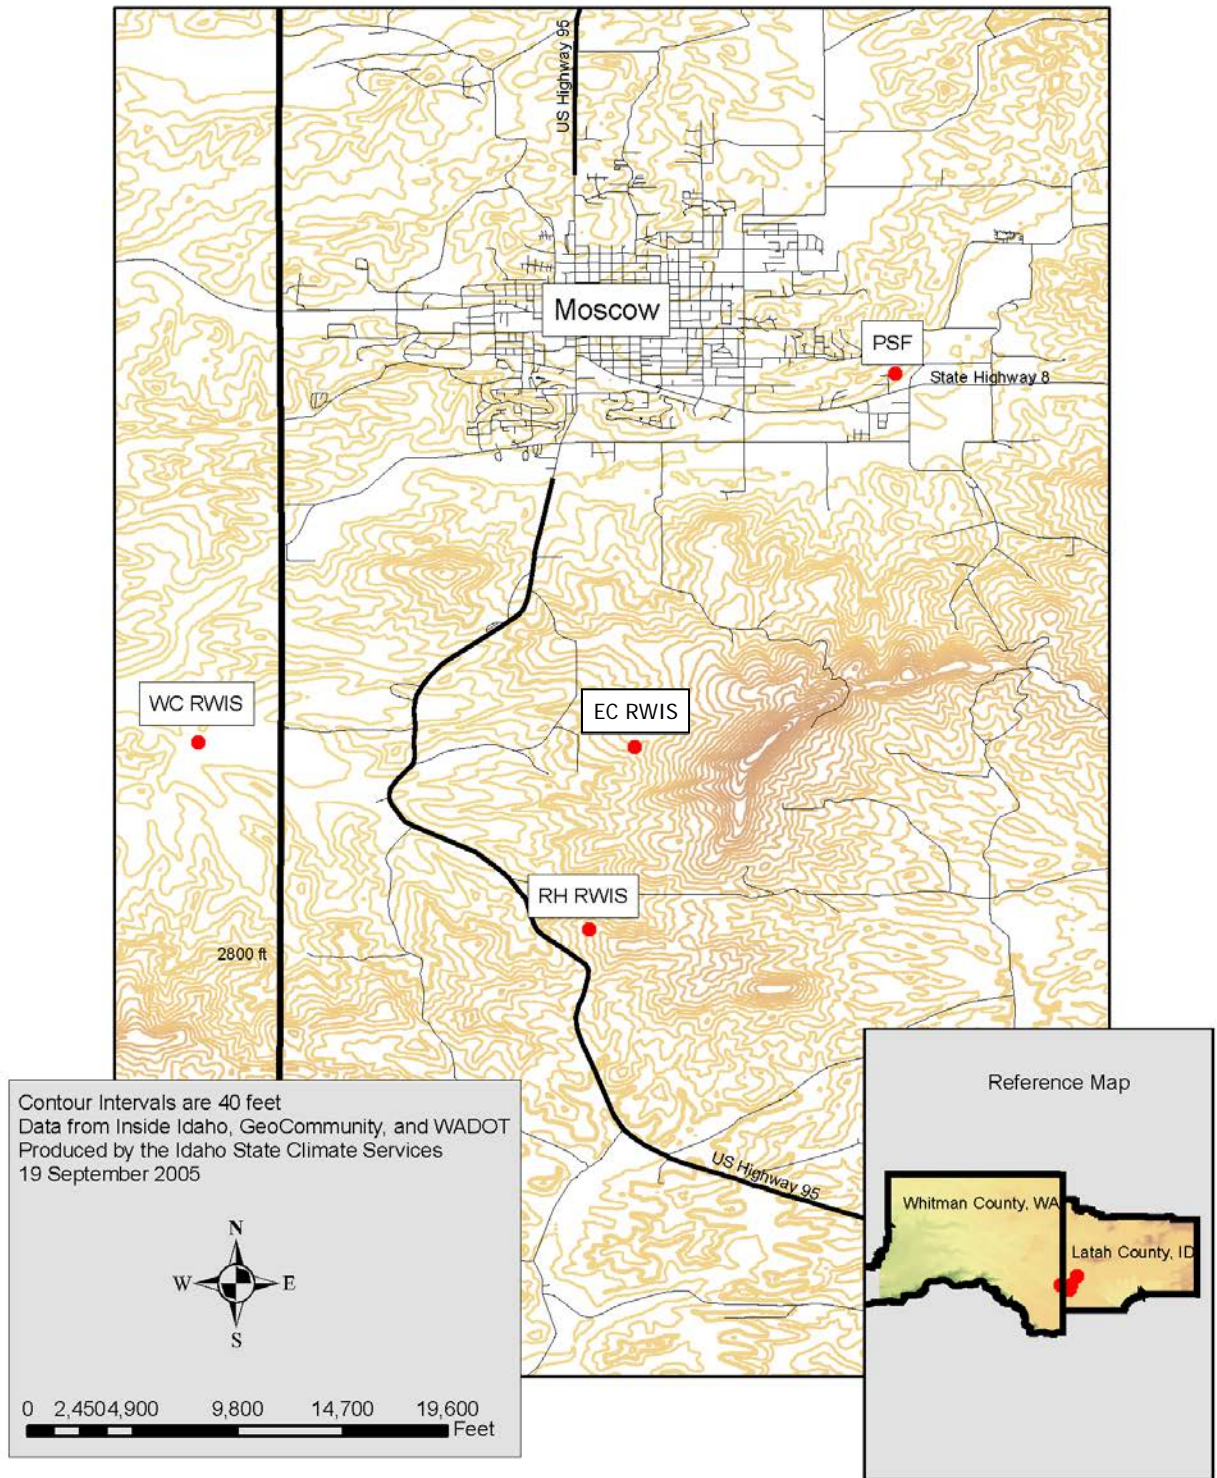 US Highway 95
Moscow
PSF
State Highway 8
WC RWIS
EC RWIS
RH RWIS
2800 ft
US Highway 95
Contour Intervals are 40 feet
Data from Inside Idaho, GeoCommunity, and WADOT
Produced by the Idaho State Climate Services
19 September 2005
N
W E
S
0 2,450 4,900 9,800 14,700 19,600
Feet
Reference Map
Whitman County, WA
Latah County, ID